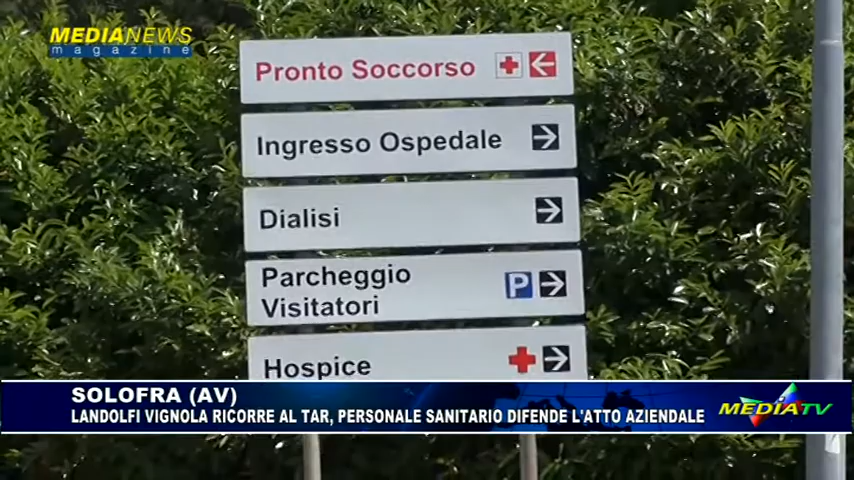 MEDIANEWS
magazine
Pronto Soccorso
Ingresso Ospedale
Dialisi
Parcheggio
Visitatori
P
Hospice
SOLOFRA (AV)
LANDOLFI VIGNOLA RICORRE AL TAR, PERSONALE SANITARIO DIFENDE L'ATTO AZIENDALE
MEDIATV